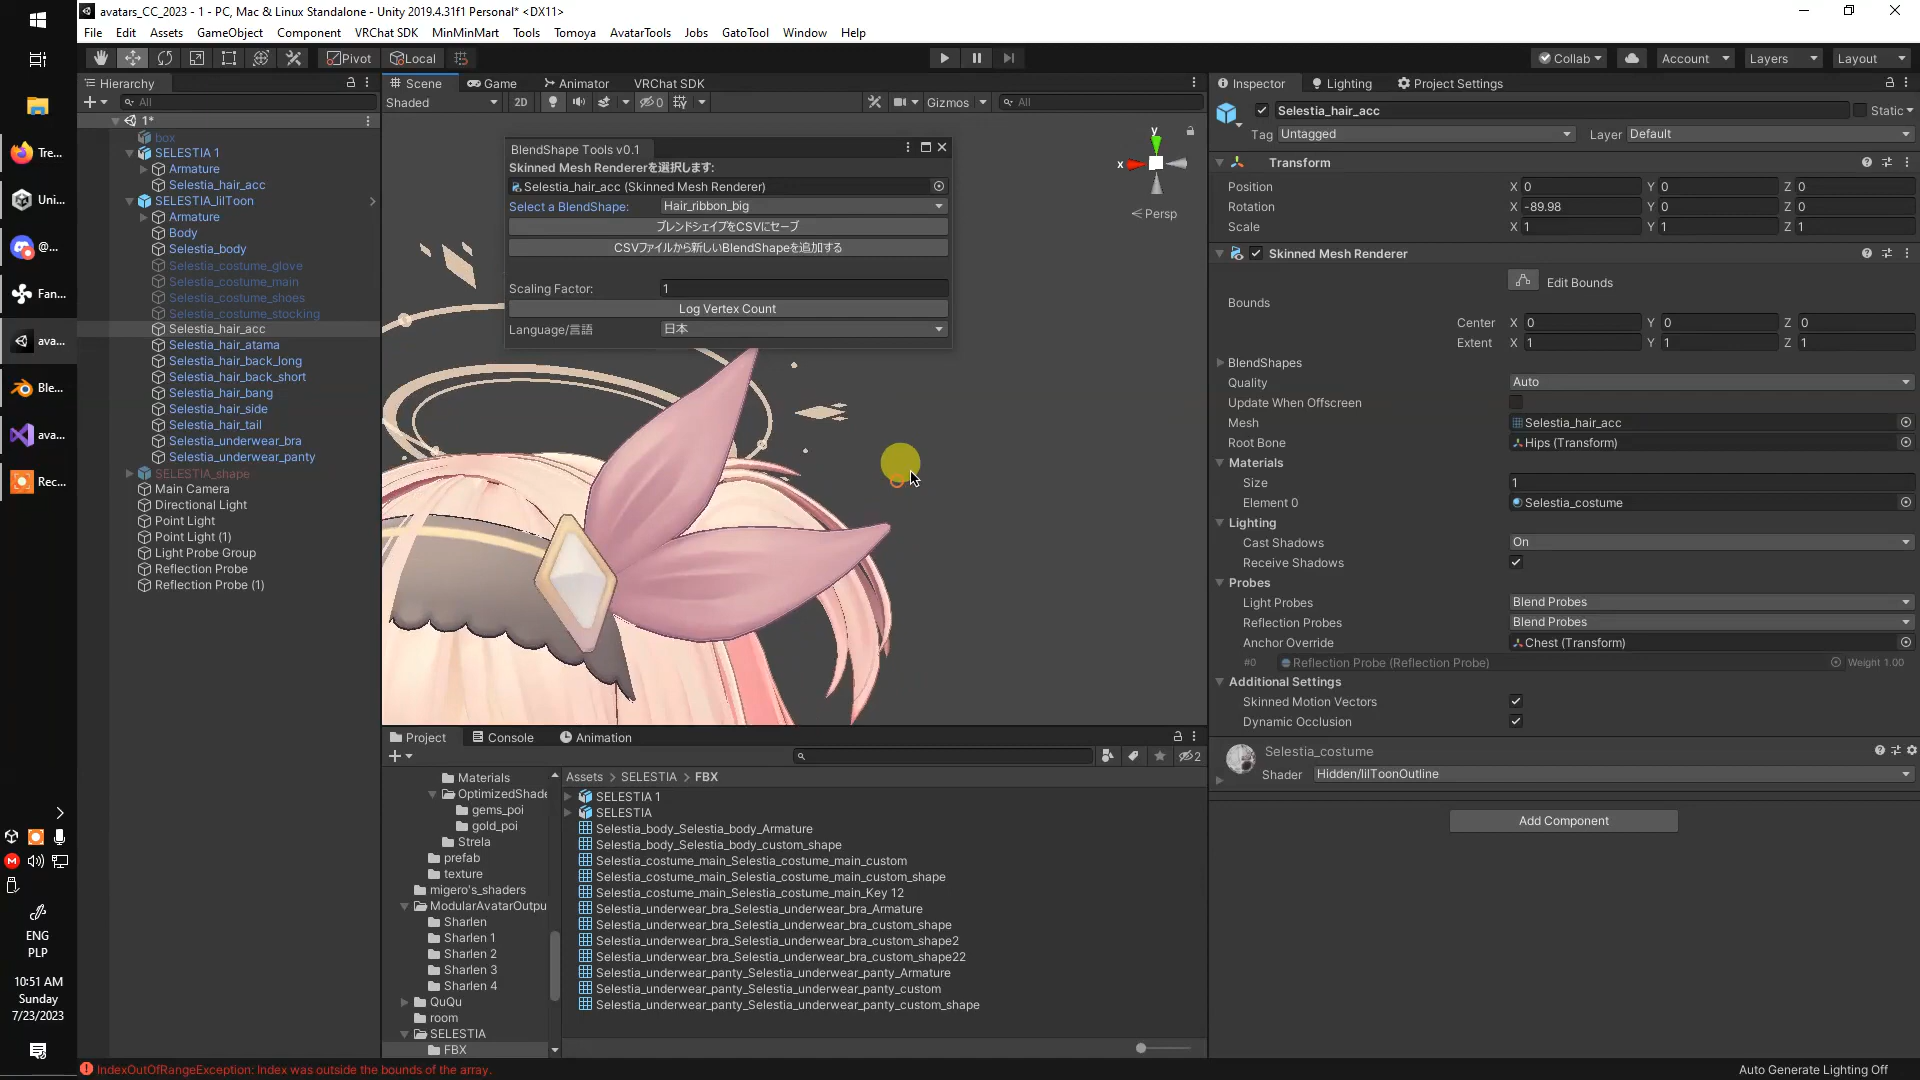 avatars_CC_2023 - 1 - PC, Mac & Linux Standalone - Unity 2019.4.31f1 Personal* <DX11>
File Edit Assets GameObject Component VRChat SDK MinMinMart Tools Tomoya AvatarTools Jobs GatoTool Window Help
Pivot Local Collab Account Layers Layout
Hierarchy
All
1*
box
SELESTIA 1
Armature
Selestia_hair_acc
SELESTIA_lilToon
Armature
Body
Selestia_body
Selestia_costume_glove
Selestia_costume_main
Selestia_costume_shoes
Selestia_costume_stocking
Selestia_hair_acc
Selestia_hair_atama
Selestia_hair_back_long
Selestia_hair_back_short
Selestia_hair_bang
Selestia_hair_side
Selestia_hair_tail
Selestia_underwear_bra
Selestia_underwear_panty
SELESTIA_shape
Main Camera
Directional Light
Point Light
Point Light (1)
Light Probe Group
Reflection Probe
Reflection Probe (1)
Tre...
Uni...
@...
Fan...
ava...
Ble...
ava...
Rec...
ENG
PLP
10:51 AM
Sunday
7/23/2023
Scene Game Animator VRChat SDK
Shaded 2D 0 Gizmos All
y
x
Persp
BlendShape Tools v0.1
Skinned Mesh Rendererを選択します:
Selestia_hair_acc (Skinned Mesh Renderer)
Select a BlendShape: Hair_ribbon_big
ブレンドシェイプをCSVにセーブ
CSVファイルから新しいBlendShapeを追加する
Scaling Factor: 1
Log Vertex Count
Language/言語 日本
Project Console Animation
2
Materials
OptimizedShade
gems_poi
gold_poi
Strela
prefab
texture
migero's_shaders
ModularAvatarOutpu
Sharlen
Sharlen 1
Sharlen 2
Sharlen 3
Sharlen 4
QuQu
room
SELESTIA
FBX
Assets > SELESTIA > FBX
SELESTIA 1
SELESTIA
Selestia_body_Selestia_body_Armature
Selestia_body_Selestia_body_custom_shape
Selestia_costume_main_Selestia_costume_main_custom
Selestia_costume_main_Selestia_costume_main_custom_shape
Selestia_costume_main_Selestia_costume_main_Key 12
Selestia_underwear_bra_Selestia_underwear_bra_Armature
Selestia_underwear_bra_Selestia_underwear_bra_custom_shape
Selestia_underwear_bra_Selestia_underwear_bra_custom_shape2
Selestia_underwear_bra_Selestia_underwear_bra_custom_shape22
Selestia_underwear_panty_Selestia_underwear_panty_Armature
Selestia_underwear_panty_Selestia_underwear_panty_custom
Selestia_underwear_panty_Selestia_underwear_panty_custom_shape
Inspector Lighting Project Settings
Selestia_hair_acc Static
Tag Untagged Layer Default
Transform
Position X 0 Y 0 Z 0
Rotation X -89.98 Y 0 Z 0
Scale X 1 Y 1 Z 1
Skinned Mesh Renderer
Edit Bounds
Bounds
Center X 0 Y 0 Z 0
Extent X 1 Y 1 Z 1
BlendShapes
Quality Auto
Update When Offscreen
Mesh Selestia_hair_acc
Root Bone Hips (Transform)
Materials
Size 1
Element 0 Selestia_costume
Lighting
Cast Shadows On
Receive Shadows
Probes
Light Probes Blend Probes
Reflection Probes Blend Probes
Anchor Override Chest (Transform)
#0 Reflection Probe (Reflection Probe) Weight 1.00
Additional Settings
Skinned Motion Vectors
Dynamic Occlusion
Selestia_costume
Shader Hidden/lilToonOutline
Add Component
IndexOutOfRangeException: Index was outside the bounds of the array.
Auto Generate Lighting Off